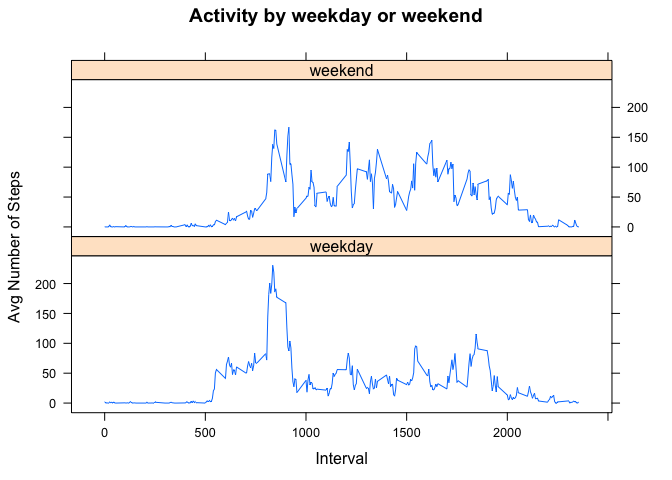 Activity by weekday or weekend
weekend
200
150
100
50
0
weekday
200
150
100
50
0
Avg Number of Steps
0 500 1000 1500 2000
Interval